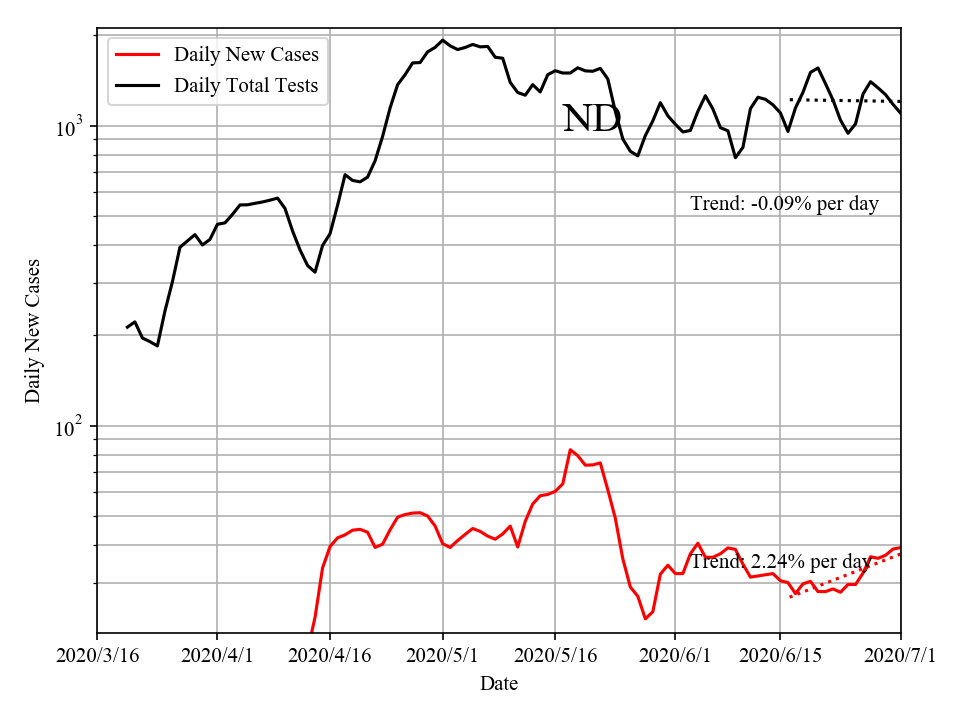 Daily New Cases
Daily Total Tests
ND
10³
Trend: -0.09% per day
Daily New Cases
10²
Trend: 2.24% per day
2020/3/16 2020/4/1 2020/4/16 2020/5/1 2020/5/16 2020/6/1 2020/6/15 2020/7/1
Date